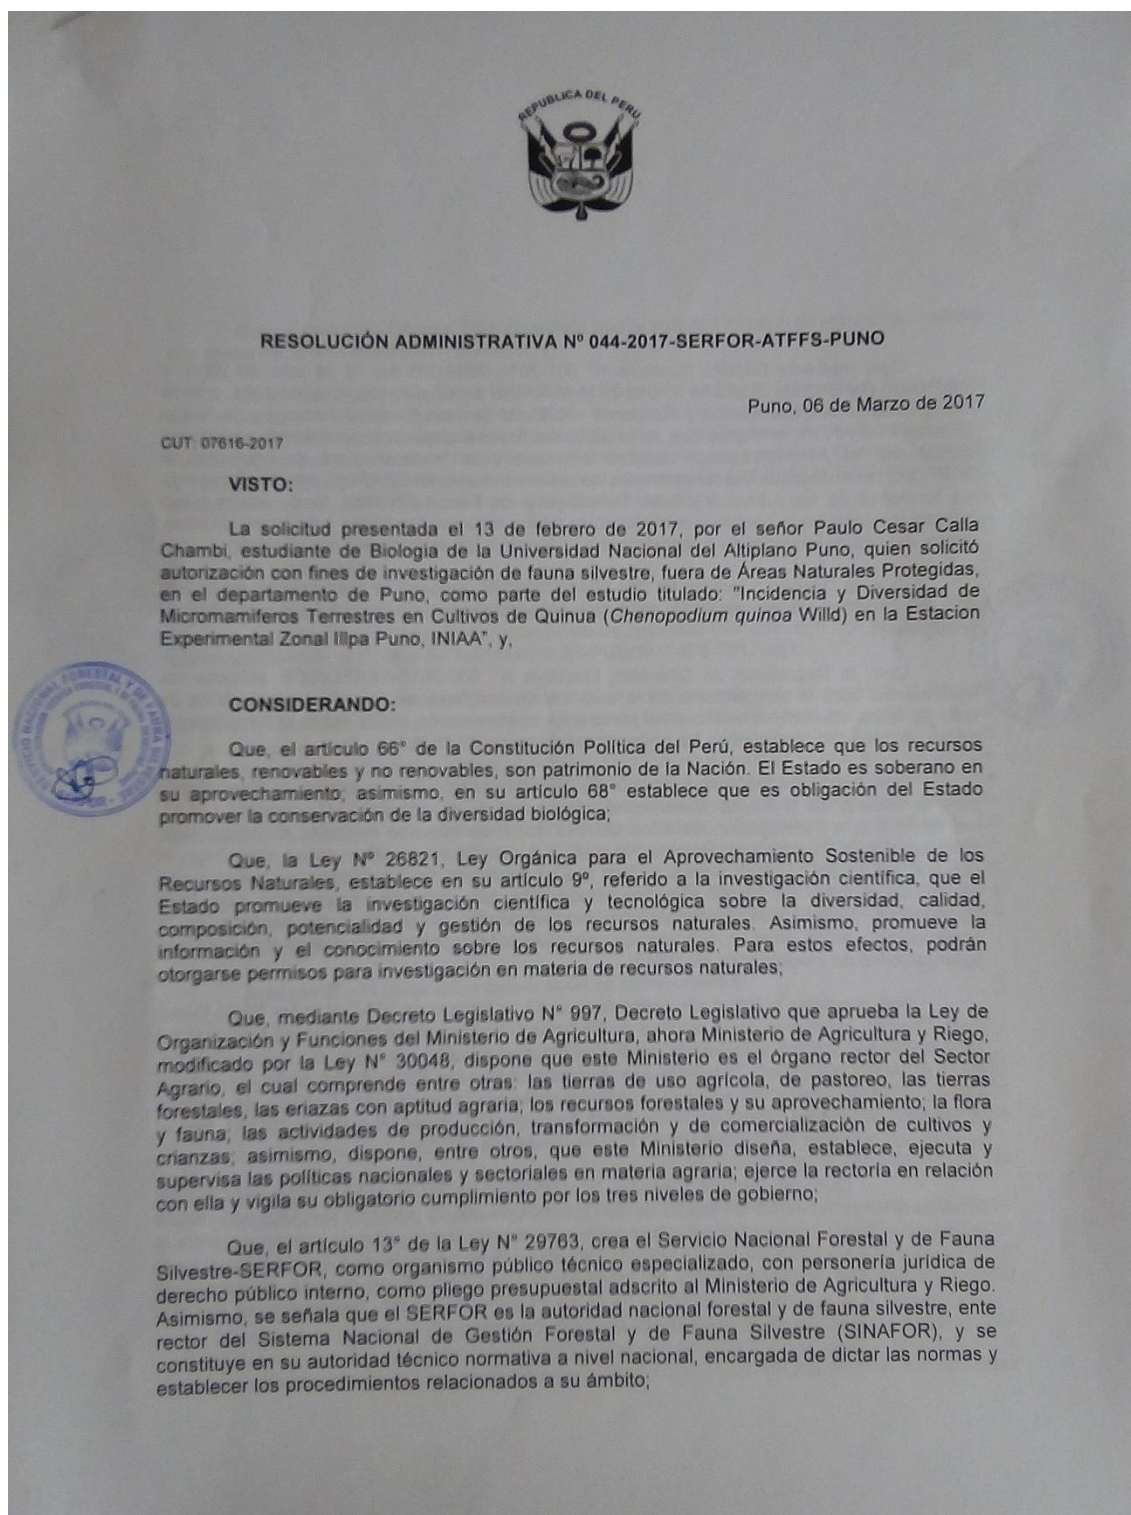 REPUBLICA DEL PERÚ
RESOLUCIÓN ADMINISTRATIVA Nº 044-2017-SERFOR-ATFFS-PUNO
Puno, 06 de Marzo de 2017
CUT: 07616-2017
VISTO:
La solicitud presentada el 13 de febrero de 2017, por el señor Paulo Cesar Calla
Chambi, estudiante de Biología de la Universidad Nacional del Altiplano Puno, quien solicitó
autorización con fines de investigación de fauna silvestre, fuera de Áreas Naturales Protegidas,
en el departamento de Puno, como parte del estudio titulado: "Incidencia y Diversidad de
Micromamíferos Terrestres en Cultivos de Quinua (Chenopodium quinoa Willd) en la Estacion
Experimental Zonal Illpa Puno, INIAA", y,
CONSIDERANDO:
Que, el artículo 66° de la Constitución Política del Perú, establece que los recursos
naturales, renovables y no renovables, son patrimonio de la Nación. El Estado es soberano en
su aprovechamiento; asimismo, en su artículo 68° establece que es obligación del Estado
promover la conservación de la diversidad biológica;
Que, la Ley Nº 26821, Ley Orgánica para el Aprovechamiento Sostenible de los
Recursos Naturales, establece en su artículo 9º, referido a la investigación científica, que el
Estado promueve la investigación científica y tecnológica sobre la diversidad, calidad,
composición, potencialidad y gestión de los recursos naturales. Asimismo, promueve la
información y el conocimiento sobre los recursos naturales. Para estos efectos, podrán
otorgarse permisos para investigación en materia de recursos naturales;
Que, mediante Decreto Legislativo N° 997, Decreto Legislativo que aprueba la Ley de
Organización y Funciones del Ministerio de Agricultura, ahora Ministerio de Agricultura y Riego,
modificado por la Ley N° 30048, dispone que este Ministerio es el órgano rector del Sector
Agrario, el cual comprende entre otras: las tierras de uso agrícola, de pastoreo, las tierras
forestales, las eriazas con aptitud agraria; los recursos forestales y su aprovechamiento; la flora
y fauna; las actividades de producción, transformación y de comercialización de cultivos y
crianzas; asimismo, dispone, entre otros, que este Ministerio diseña, establece, ejecuta y
supervisa las políticas nacionales y sectoriales en materia agraria; ejerce la rectoría en relación
con ella y vigila su obligatorio cumplimiento por los tres niveles de gobierno;
Que, el artículo 13° de la Ley N° 29763, crea el Servicio Nacional Forestal y de Fauna
Silvestre-SERFOR, como organismo público técnico especializado, con personería jurídica de
derecho público interno, como pliego presupuestal adscrito al Ministerio de Agricultura y Riego.
Asimismo, se señala que el SERFOR es la autoridad nacional forestal y de fauna silvestre, ente
rector del Sistema Nacional de Gestión Forestal y de Fauna Silvestre (SINAFOR), y se
constituye en su autoridad técnico normativa a nivel nacional, encargada de dictar las normas y
establecer los procedimientos relacionados a su ámbito;